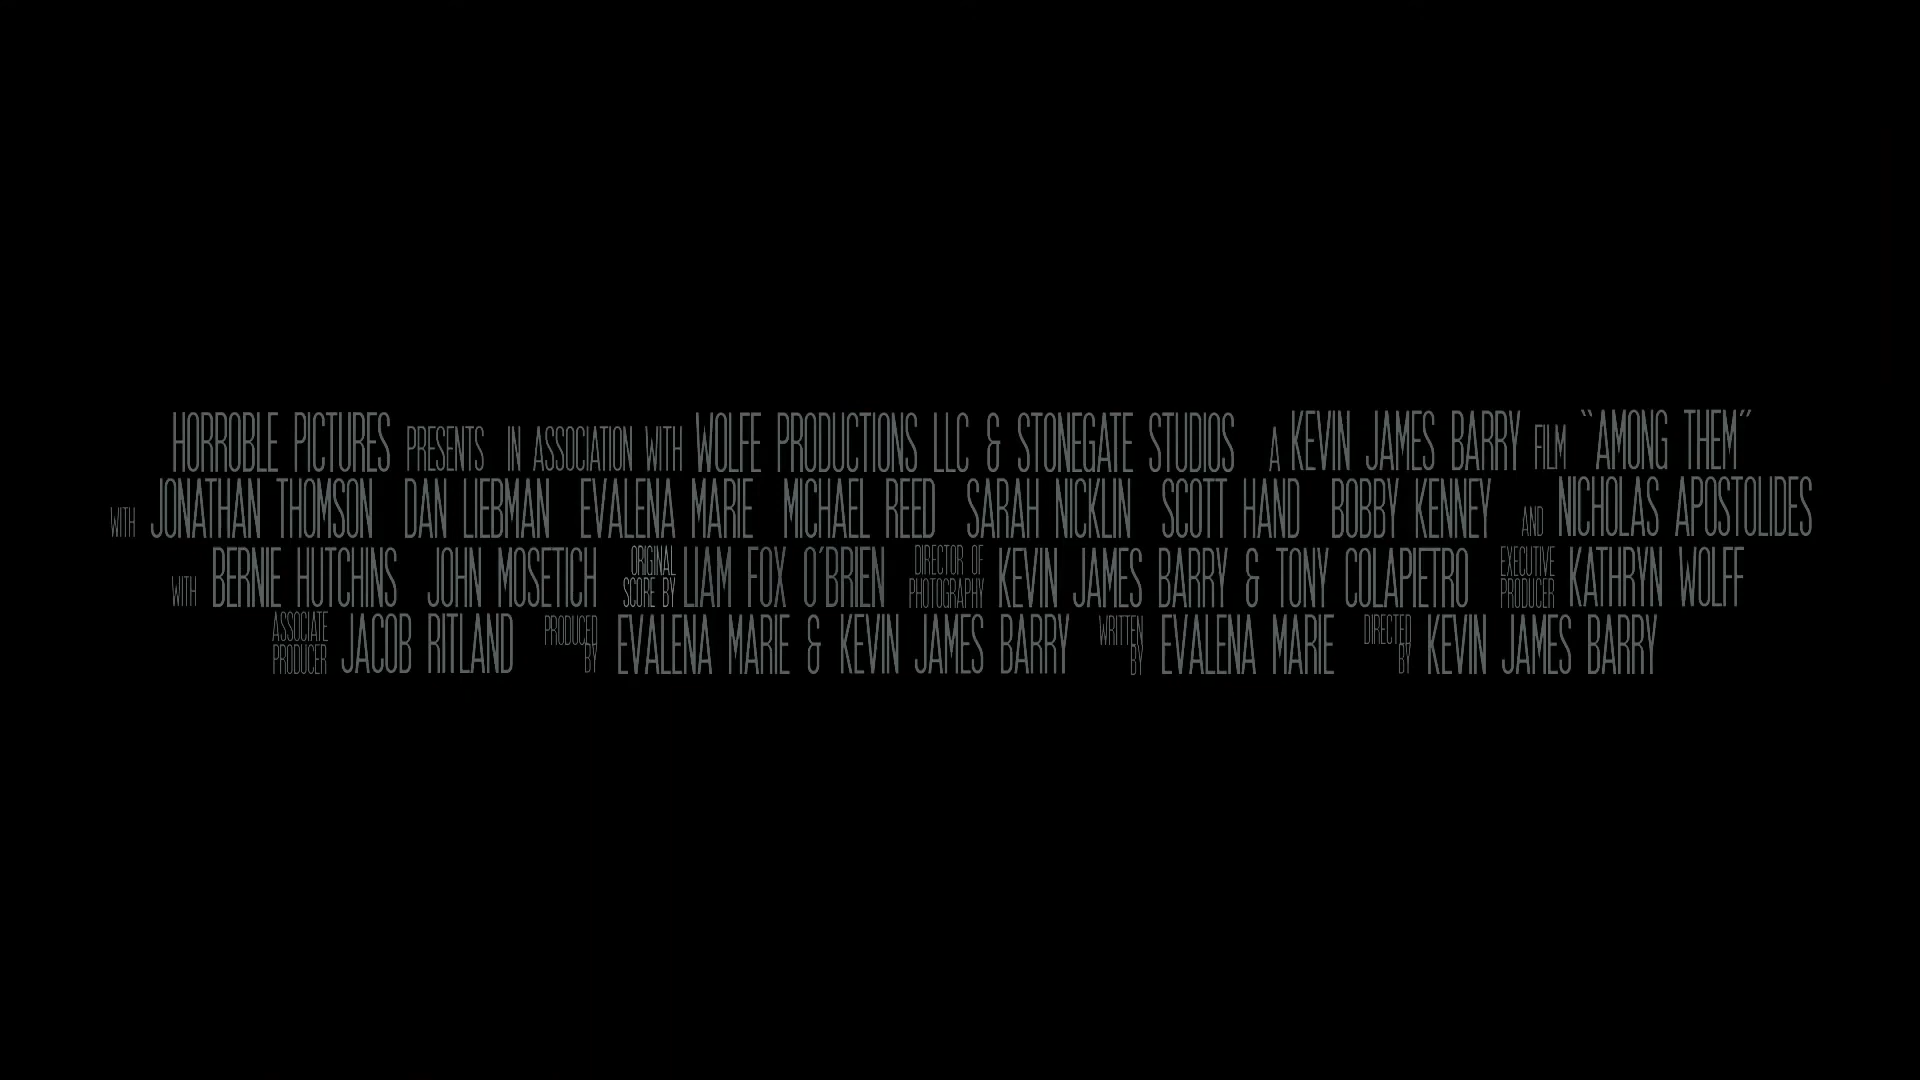 HORROBLE PICTURES PRESENTS IN ASSOCIATION WITH WOLFE PRODUCTIONS LLC & STONEGATE STUDIOS A KEVIN JAMES BARRY FILM "AMONG THEM"
WITH JONATHAN THOMSON DAN LIEBMAN EVALENA MARIE MICHAEL REED SARAH NICKLIN SCOTT HAND BOBBY KENNEY AND NICHOLAS APOSTOLIDES
WITH BERNIE HUTCHINS JOHN MOSETICH ORIGINAL SCORE BY LIAM FOX O'BRIEN DIRECTOR OF PHOTOGRAPHY KEVIN JAMES BARRY & TONY COLAPIETRO EXECUTIVE PRODUCER KATHRYN WOLFF
ASSOCIATE PRODUCER JACOB RITLAND PRODUCED BY EVALENA MARIE & KEVIN JAMES BARRY WRITTEN BY EVALENA MARIE DIRECTED BY KEVIN JAMES BARRY